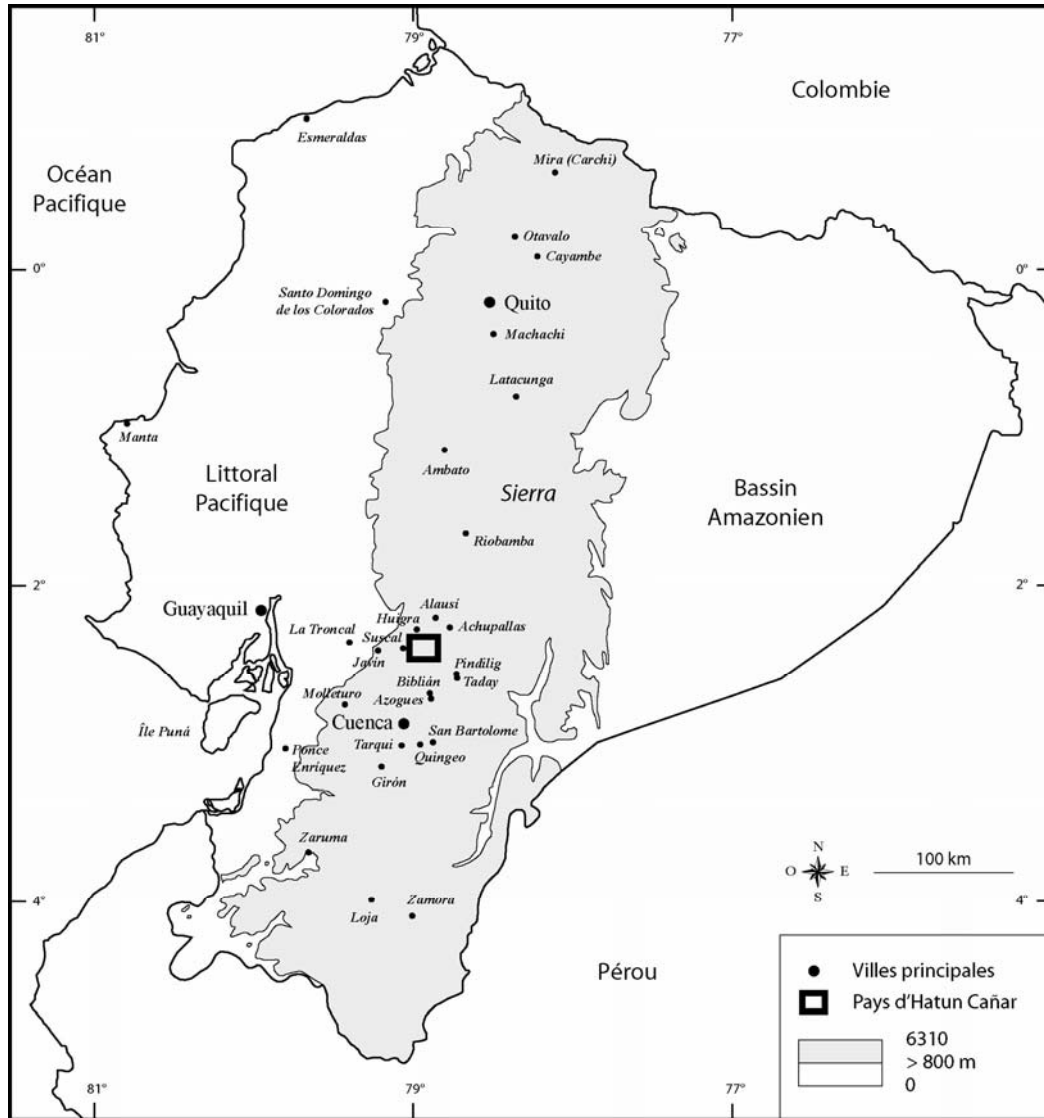 81°
79°
77°
Colombie
Esmeraldas
Mira (Carchi)
Océan
Pacifique
Otavalo
Cayambe
0°
0°
Santo Domingo
de los Colorados
Quito
Machachi
Latacunga
Manta
Ambato
Littoral
Pacifique
Sierra
Bassin
Amazonien
Riobamba
2°
2°
Guayaquil
Alausí
Huigra
Achupallas
La Troncal
Suscal
Javín
Pindilig
Taday
Biblián
Azogues
Molleturo
Cuenca
Île Puná
San Bartolome
Tarqui
Quingeo
Ponce
Enríquez
Girón
Zaruma
N
O
E
S
100 km
4°
4°
Loja
Zamora
Pérou
Villes principales
Pays d'Hatun Cañar
6310
> 800 m
0
81°
79°
77°